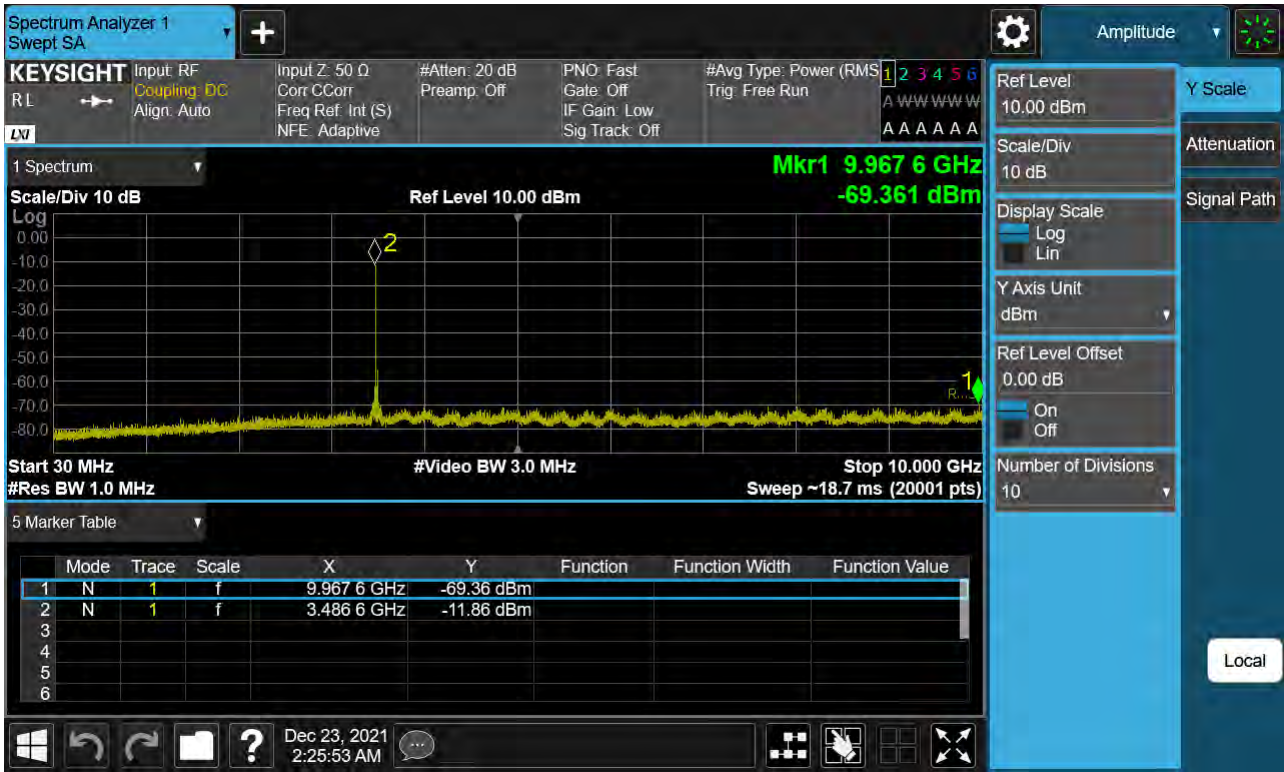 Spectrum Analyzer 1
Swept SA
+
Amplitude
KEYSIGHT
RL
LXI
Input: RF
Coupling: DC
Align: Auto
Input Z: 50 Ω
Corr CCorr
Freq Ref: Int (S)
NFE: Adaptive
#Atten: 20 dB
Preamp: Off
PNO: Fast
Gate: Off
IF Gain: Low
Sig Track: Off
#Avg Type: Power (RMS
Trig: Free Run
1 2 3 4 5 6
A W W W W W
A A A A A A
1 Spectrum
Mkr1 9.967 6 GHz
-69.361 dBm
Scale/Div 10 dB
Ref Level 10.00 dBm
Log
0.00
-10.0
-20.0
-30.0
-40.0
-50.0
-60.0
-70.0
-80.0
2
1
Start 30 MHz
#Video BW 3.0 MHz
Stop 10.000 GHz
#Res BW 1.0 MHz
Sweep ~18.7 ms (20001 pts)
5 Marker Table
Mode Trace Scale X Y Function Function Width Function Value
1 N 1 f 9.967 6 GHz -69.36 dBm
2 N 1 f 3.486 6 GHz -11.86 dBm
3
4
5
6
Ref Level
10.00 dBm
Scale/Div
10 dB
Display Scale
Log
Lin
Y Axis Unit
dBm
Ref Level Offset
0.00 dB
On
Off
Number of Divisions
10
Y Scale
Attenuation
Signal Path
Local
?
Dec 23, 2021
2:25:53 AM